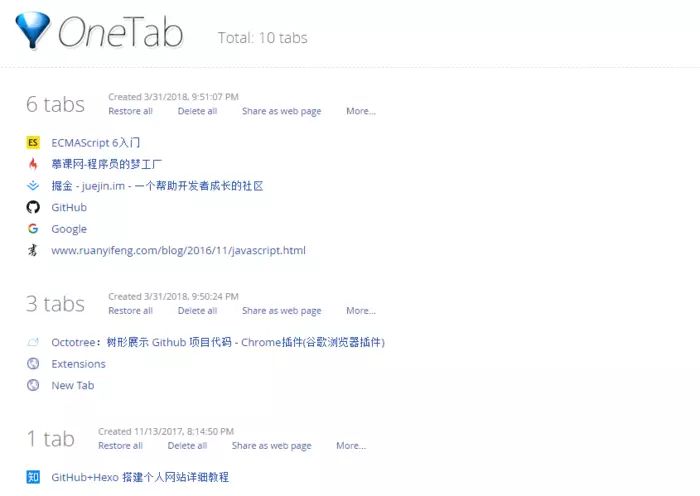 OneTab
Total: 10 tabs
6 tabs
Created 3/31/2018, 9:51:07 PM
Restore all Delete all Share as web page More...
ES ECMAScript 6入门
慕课网-程序员的梦工厂
掘金 - juejin.im - 一个帮助开发者成长的社区
GitHub
Google
www.ruanyifeng.com/blog/2016/11/javascript.html
3 tabs
Created 3/31/2018, 9:50:24 PM
Restore all Delete all Share as web page More...
Octotree：树形展示 Github 项目代码 - Chrome插件(谷歌浏览器插件)
Extensions
New Tab
1 tab
Created 11/13/2017, 8:14:50 PM
Restore all Delete all Share as web page More...
知 GitHub+Hexo 搭建个人网站详细教程